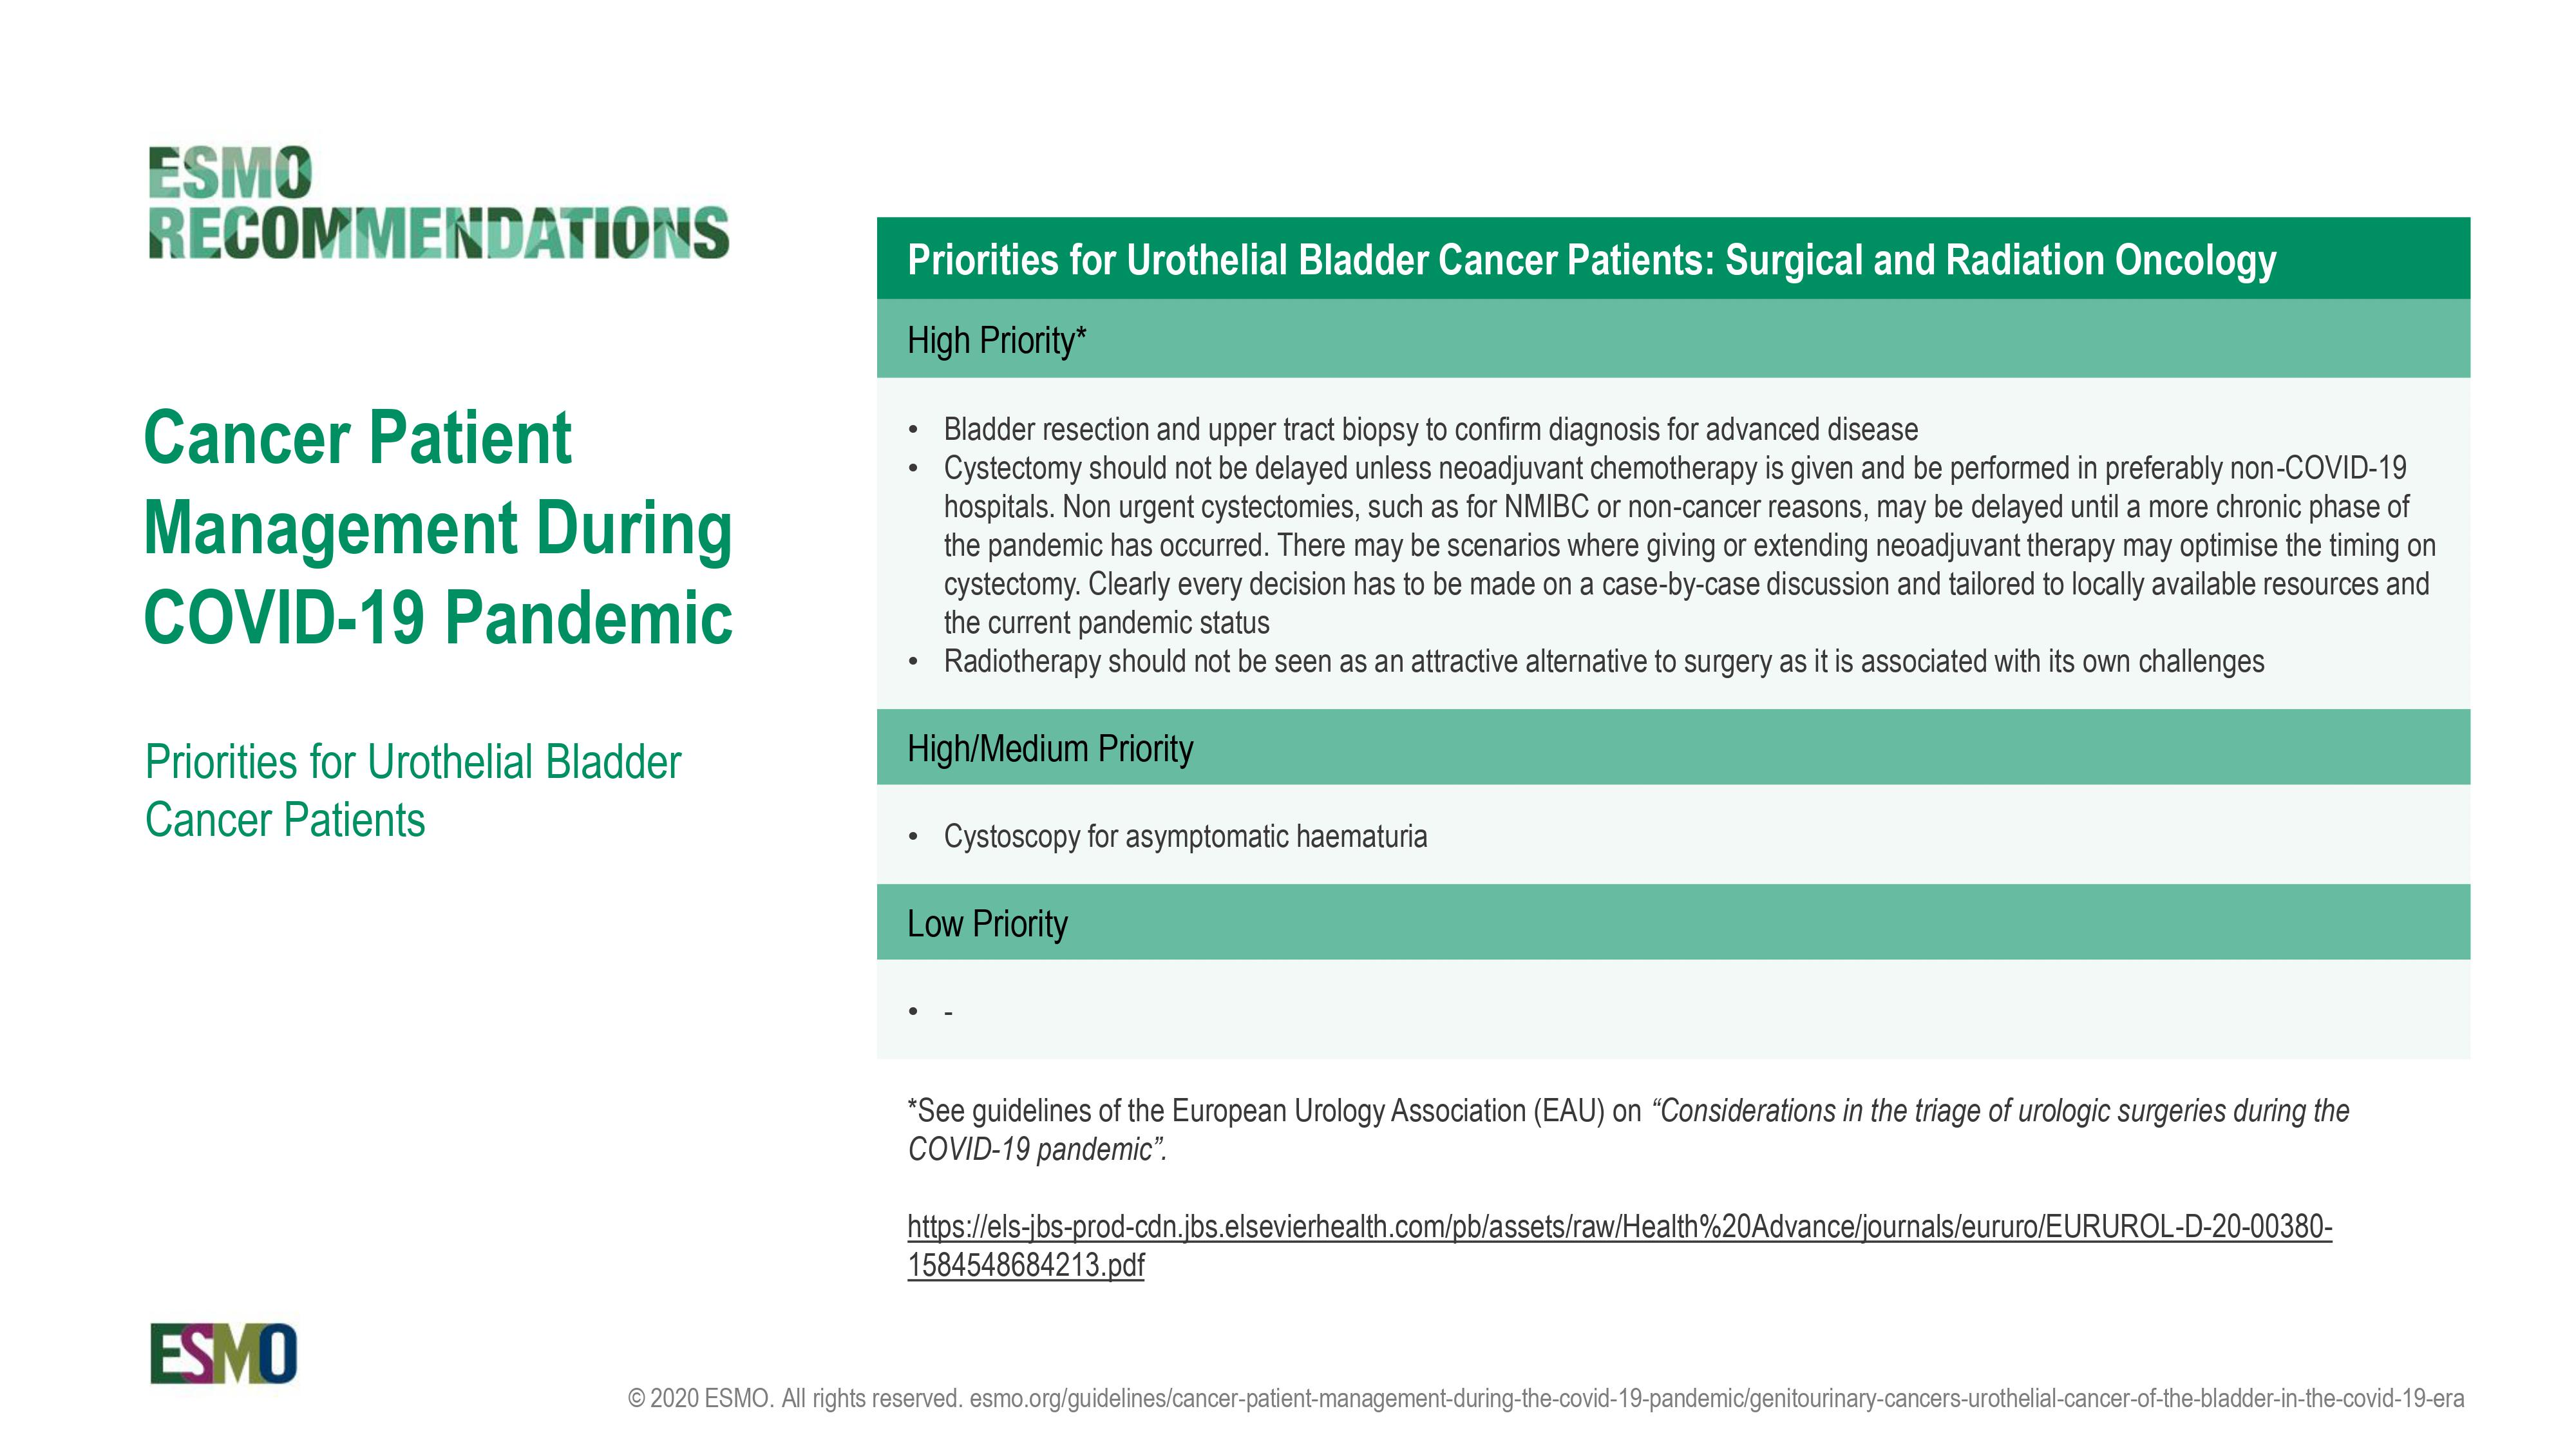 ESMO
RECOMMENDATIONS
Cancer Patient
Management During
COVID-19 Pandemic
Priorities for Urothelial Bladder
Cancer Patients
Priorities for Urothelial Bladder Cancer Patients: Surgical and Radiation Oncology
High Priority*
• Bladder resection and upper tract biopsy to confirm diagnosis for advanced disease
• Cystectomy should not be delayed unless neoadjuvant chemotherapy is given and be performed in preferably non-COVID-19
hospitals. Non urgent cystectomies, such as for NMIBC or non-cancer reasons, may be delayed until a more chronic phase of
the pandemic has occurred. There may be scenarios where giving or extending neoadjuvant therapy may optimise the timing on
cystectomy. Clearly every decision has to be made on a case-by-case discussion and tailored to locally available resources and
the current pandemic status
• Radiotherapy should not be seen as an attractive alternative to surgery as it is associated with its own challenges
High/Medium Priority
• Cystoscopy for asymptomatic haematuria
Low Priority
• -
*See guidelines of the European Urology Association (EAU) on “Considerations in the triage of urologic surgeries during the
COVID-19 pandemic”.
https://els-jbs-prod-cdn.jbs.elsevierhealth.com/pb/assets/raw/Health%20Advance/journals/eururo/EURUROL-D-20-00380-
1584548684213.pdf
ESMO
© 2020 ESMO. All rights reserved. esmo.org/guidelines/cancer-patient-management-during-the-covid-19-pandemic/genitourinary-cancers-urothelial-cancer-of-the-bladder-in-the-covid-19-era